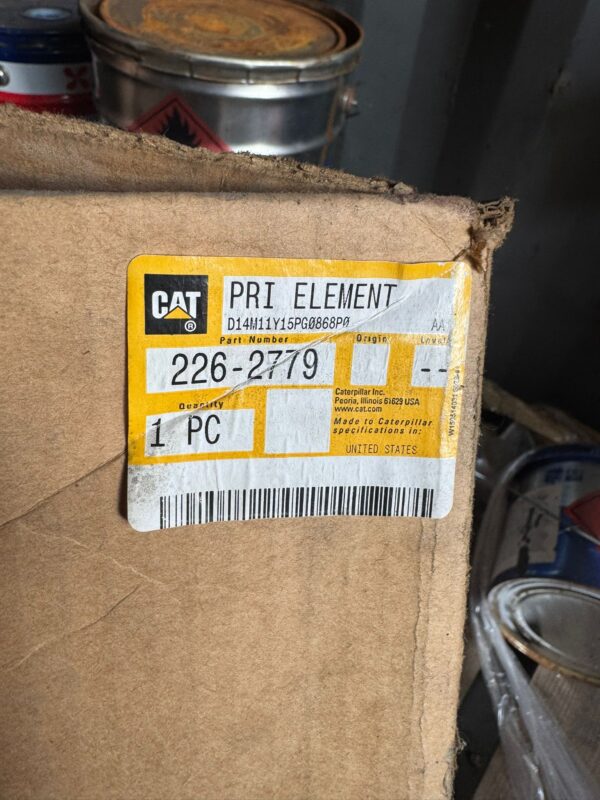 CAT
®
PRI ELEMENT
D14M11Y15PG0868P0 AA
Part Number Origin
226-2779 --
Quantity
1 PC
Caterpillar Inc.
Peoria, Illinois 61629 USA
www.cat.com
Made to Caterpillar
specifications in:
UNITED STATES